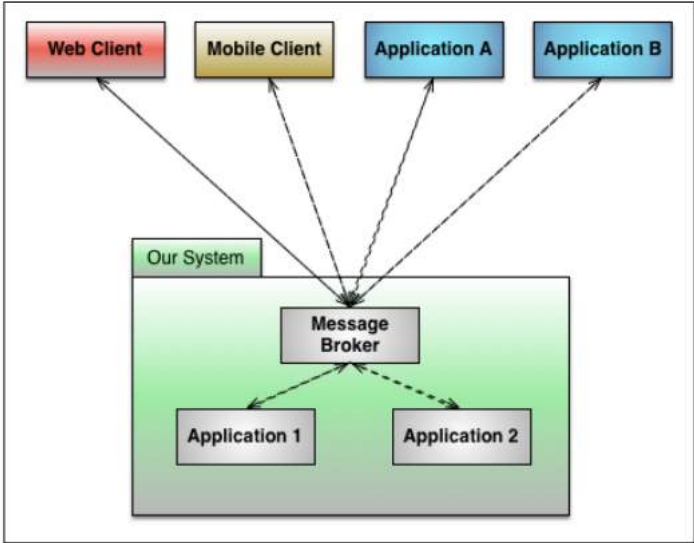 Web Client
Mobile Client
Application A
Application B
Our System
Message
Broker
Application 1
Application 2